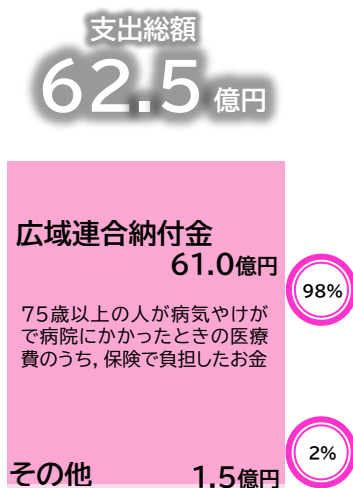 支出総額
62.5 億円
広域連合納付金
61.0億円
98%
75歳以上の人が病気やけが
で病院にかかったときの医療
費のうち，保険で負担したお金
その他 1.5億円
2%